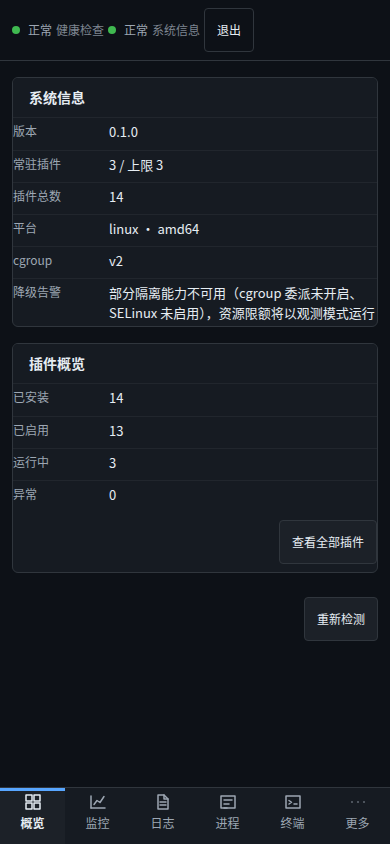 正常 健康检查 正常 系统信息 退出
系统信息
版本 0.1.0
常驻插件 3 / 上限 3
插件总数 14
平台 linux · amd64
cgroup v2
降级告警 部分隔离能力不可用（cgroup 委派未开启、
SELinux 未启用），资源限额将以观测模式运行
插件概览
已安装 14
已启用 13
运行中 3
异常 0
查看全部插件
重新检测
概览 监控 日志 进程 终端 更多